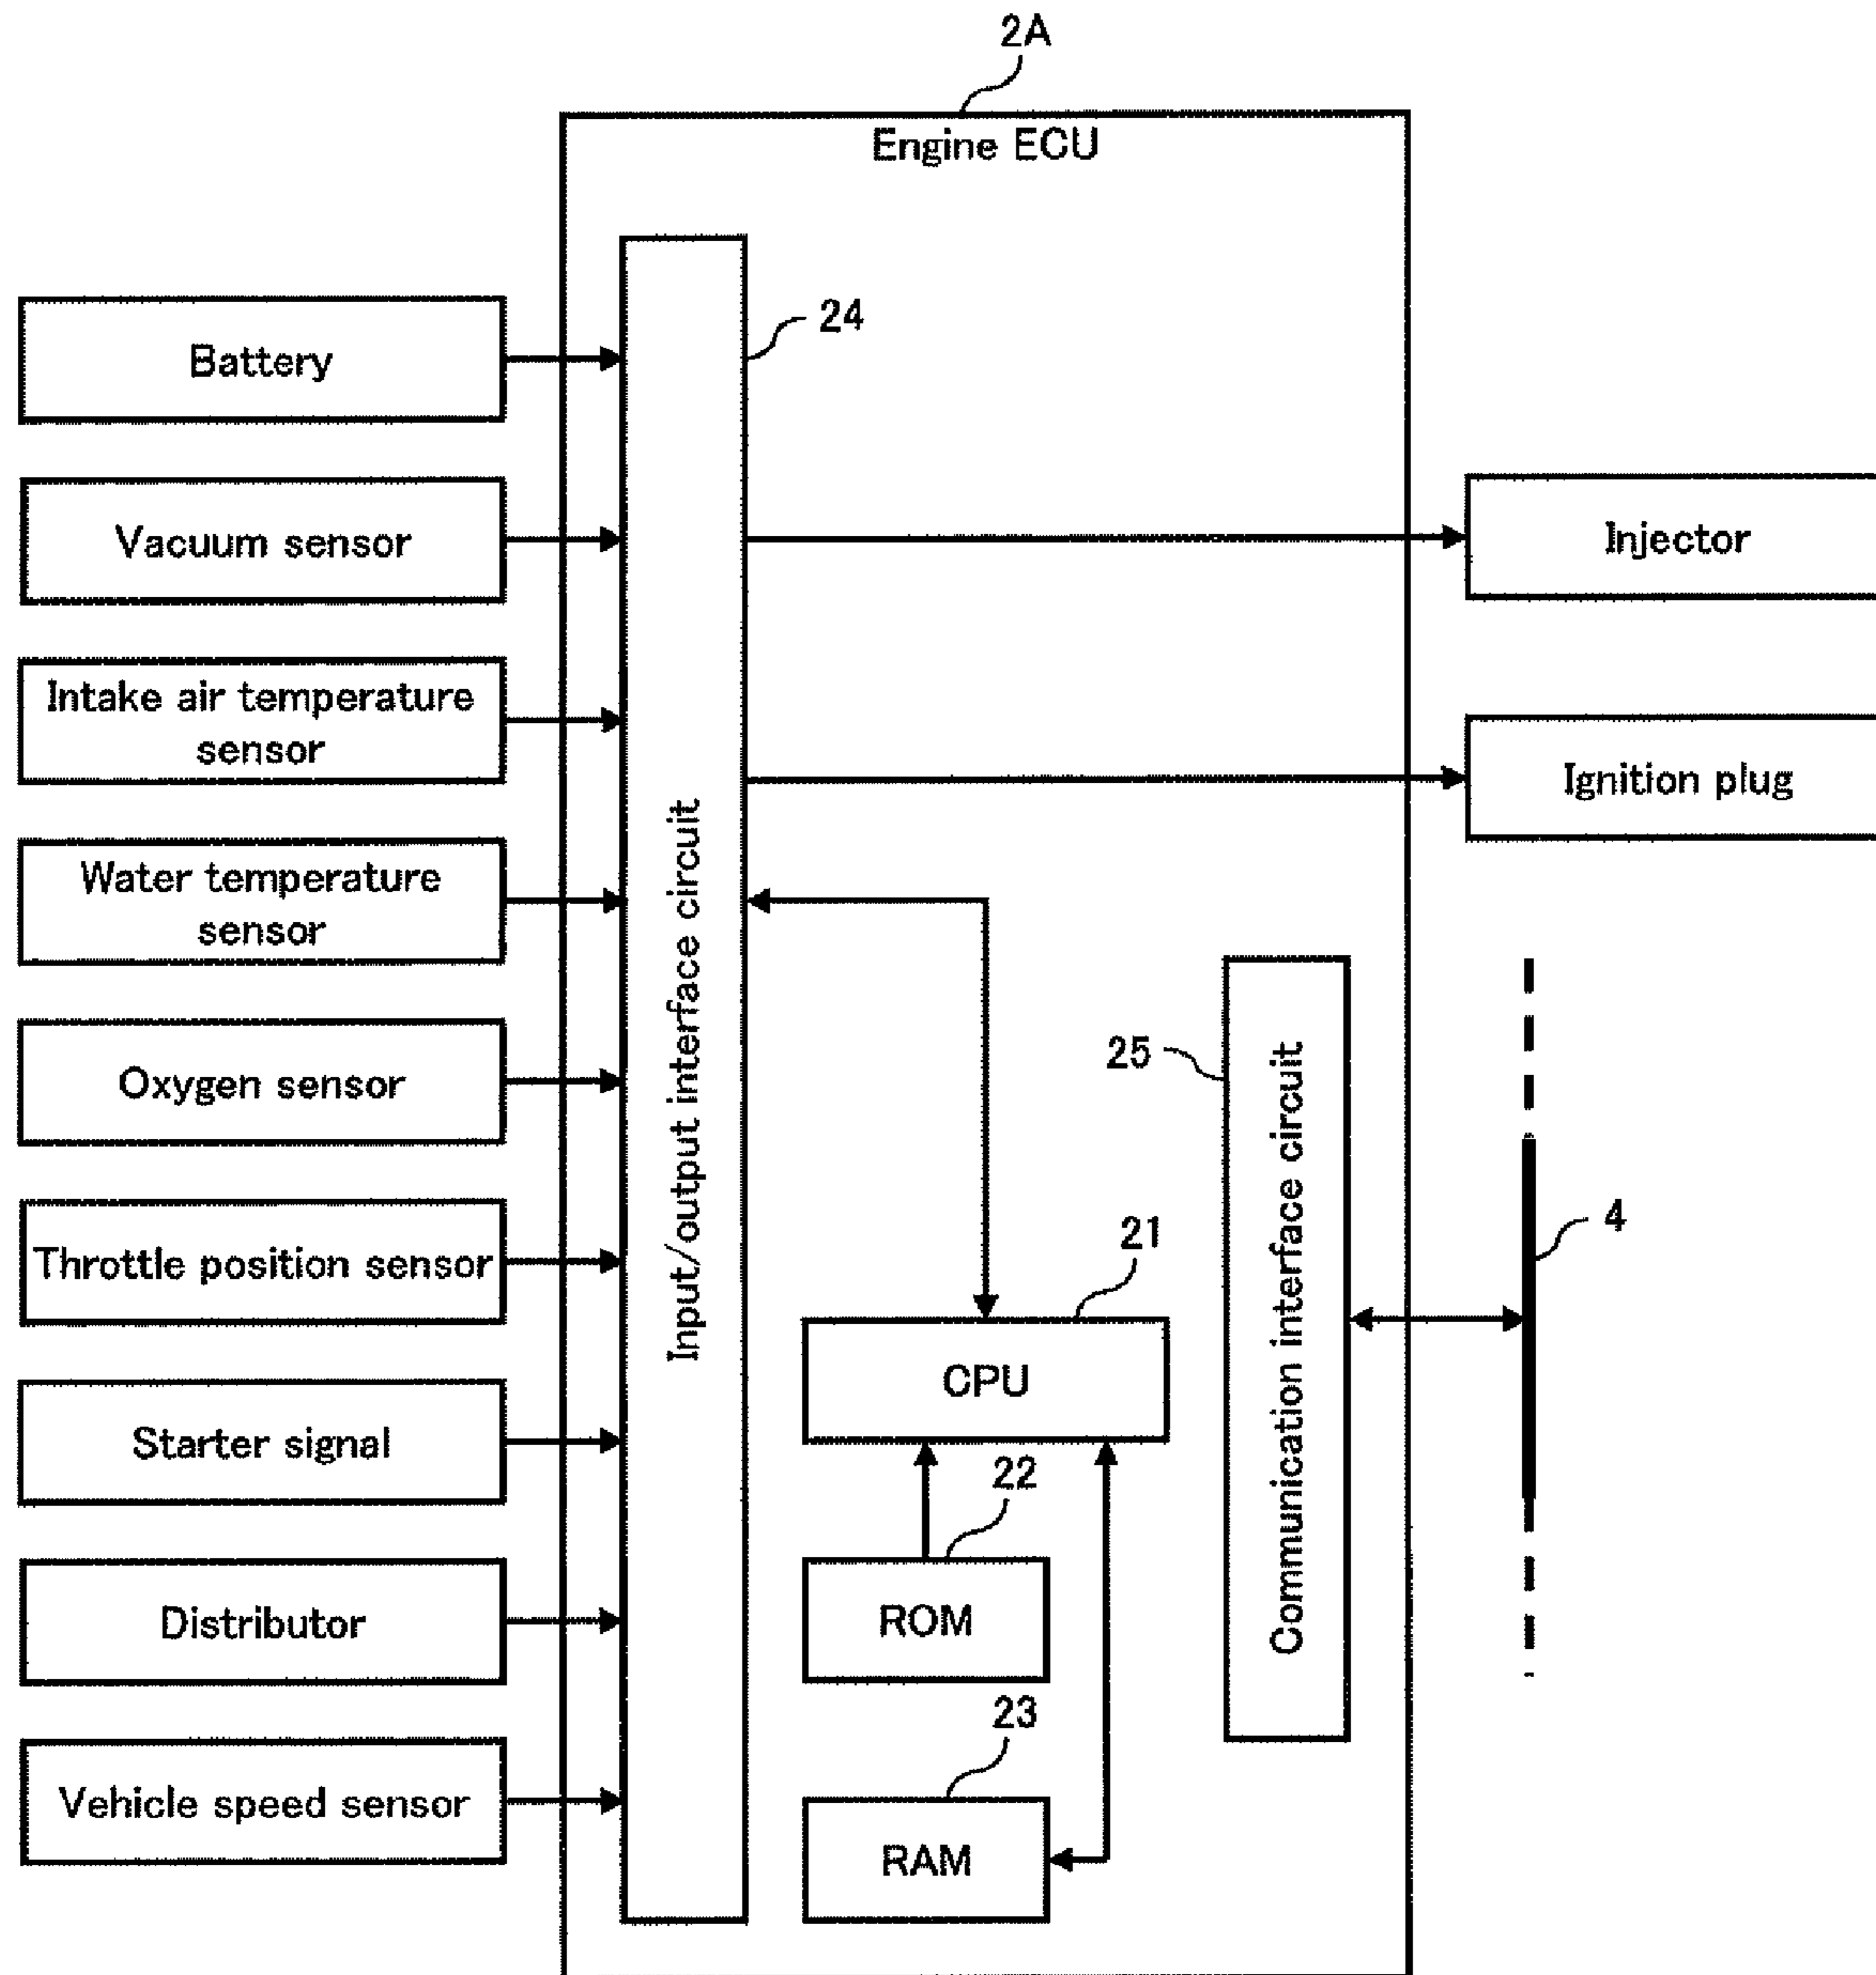 2A
Engine ECU
24
Battery
Vacuum sensor
Intake air temperature
sensor
Water temperature
sensor
Oxygen sensor
Throttle position sensor
Starter signal
Distributor
Vehicle speed sensor
Input/output interface circuit
Injector
Ignition plug
25
Communication interface circuit
4
21
CPU
22
ROM
23
RAM